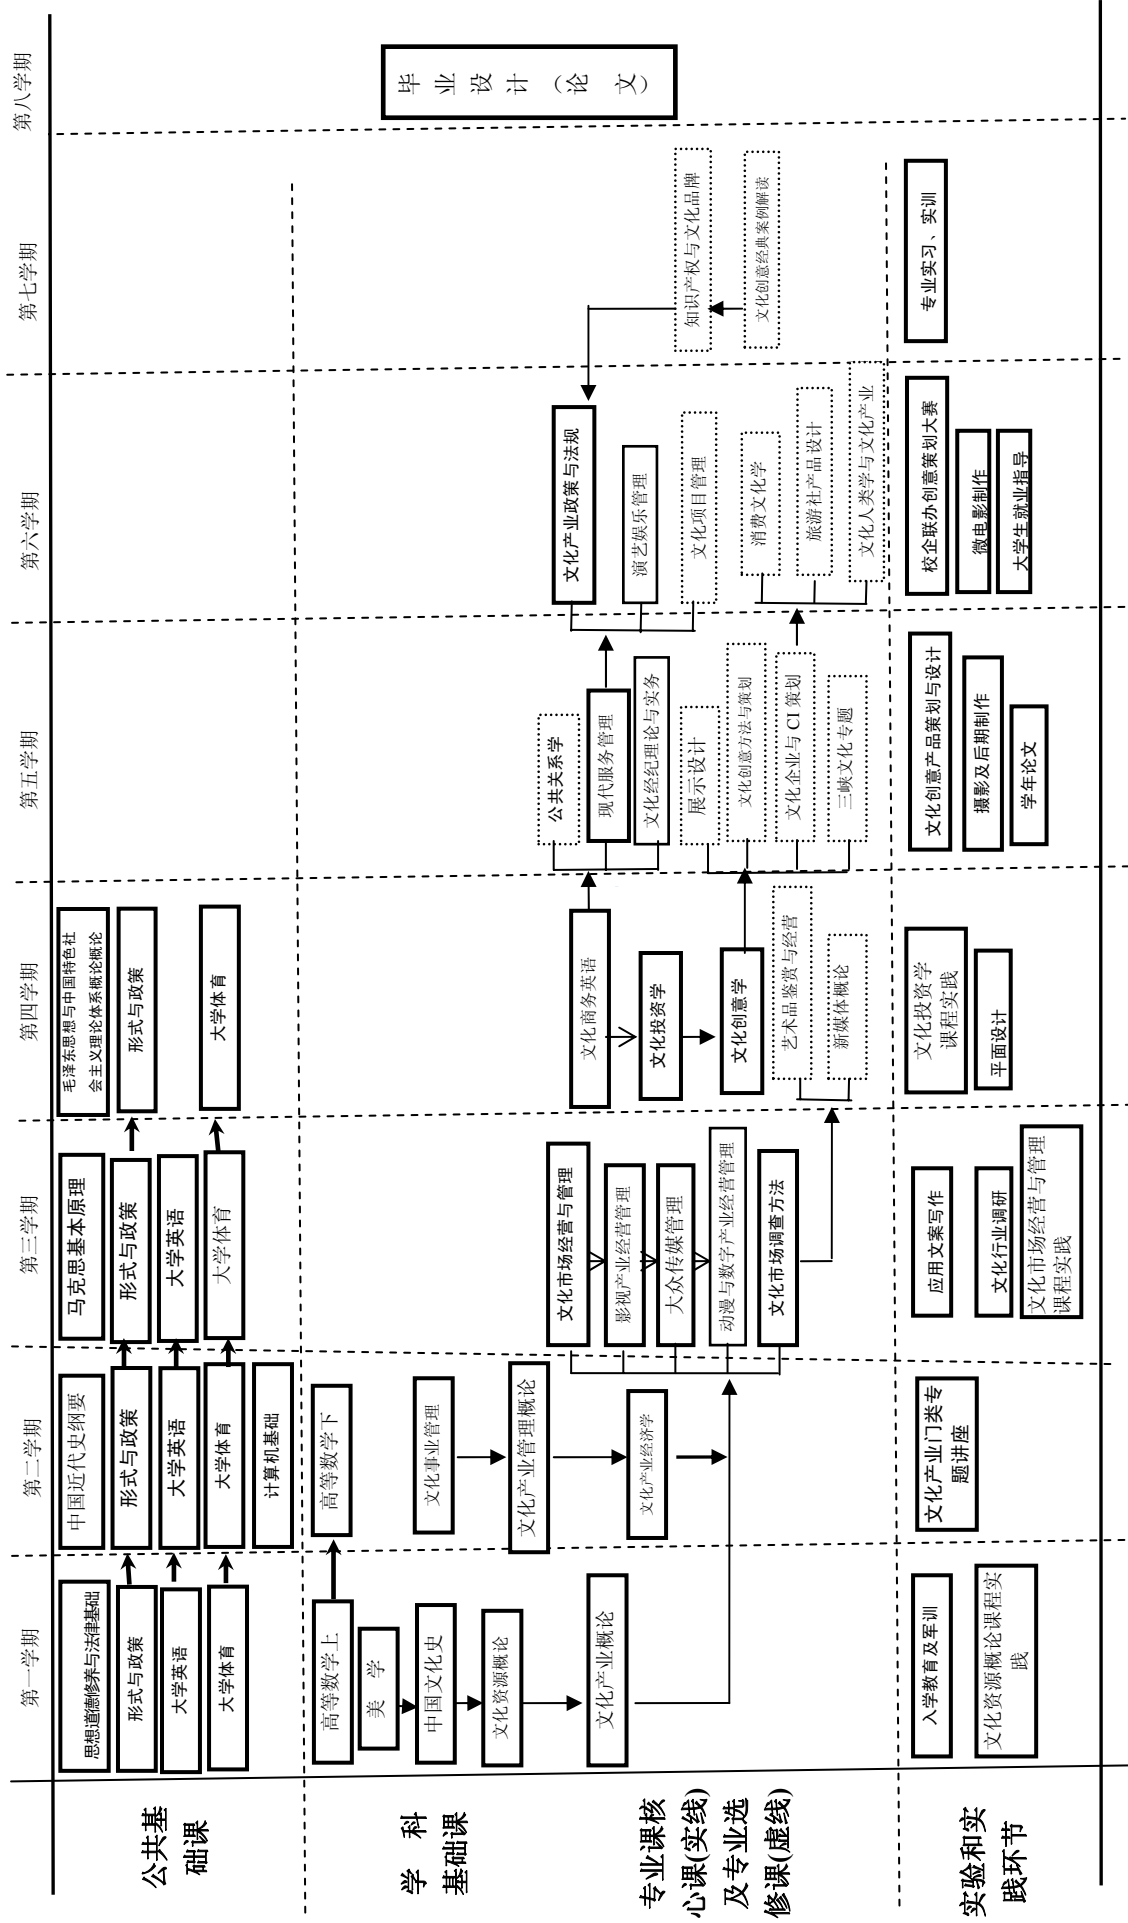 第一学期
第二学期
第三学期
第四学期
第五学期
第六学期
第七学期
第八学期
公共基
础课
思想道德修养与法律基础
形式与政策
大学英语
大学体育
中国近代史纲要
形式与政策
大学英语
大学体育
计算机基础
马克思基本原理
形式与政策
大学英语
大学体育
毛泽东思想与中国特色社
会主义理论体系概论概论
形式与政策
大学体育
学 科
基础课
高等数学上
美 学
中国文化史
文化资源概论
高等数学下
文化事业管理
文化产业管理概论
专业课核
心课(实线)
及专业选
修课(虚线)
文化产业概论
文化产业经济学
文化市场经营与管理
影视产业经营管理
大众传媒管理
动漫与数字产业经营管理
文化市场调查方法
文化商务英语
文化投资学
文化创意学
艺术品鉴赏与经营
新媒体概论
公共关系学
现代服务管理
文化经纪理论与实务
展示设计
文化创意方法与策划
文化企业与 CI 策划
三峡文化专题
文化产业政策与法规
演艺娱乐管理
文化项目管理
消费文化学
旅游社产品设计
文化人类学与文化产业
知识产权与文化品牌
文化创意经典案例解读
毕 业 设 计 （论 文）
实验和实
践环节
入学教育及军训
文化资源概论课程实
践
文化产业门类专
题讲座
应用文案写作
文化行业调研
文化市场经营与管理
课程实践
文化投资学
课程实践
平面设计
文化创意产品策划与设计
摄影及后期制作
学年论文
校企联办创意策划大赛
微电影制作
大学生就业指导
专业实习、实训